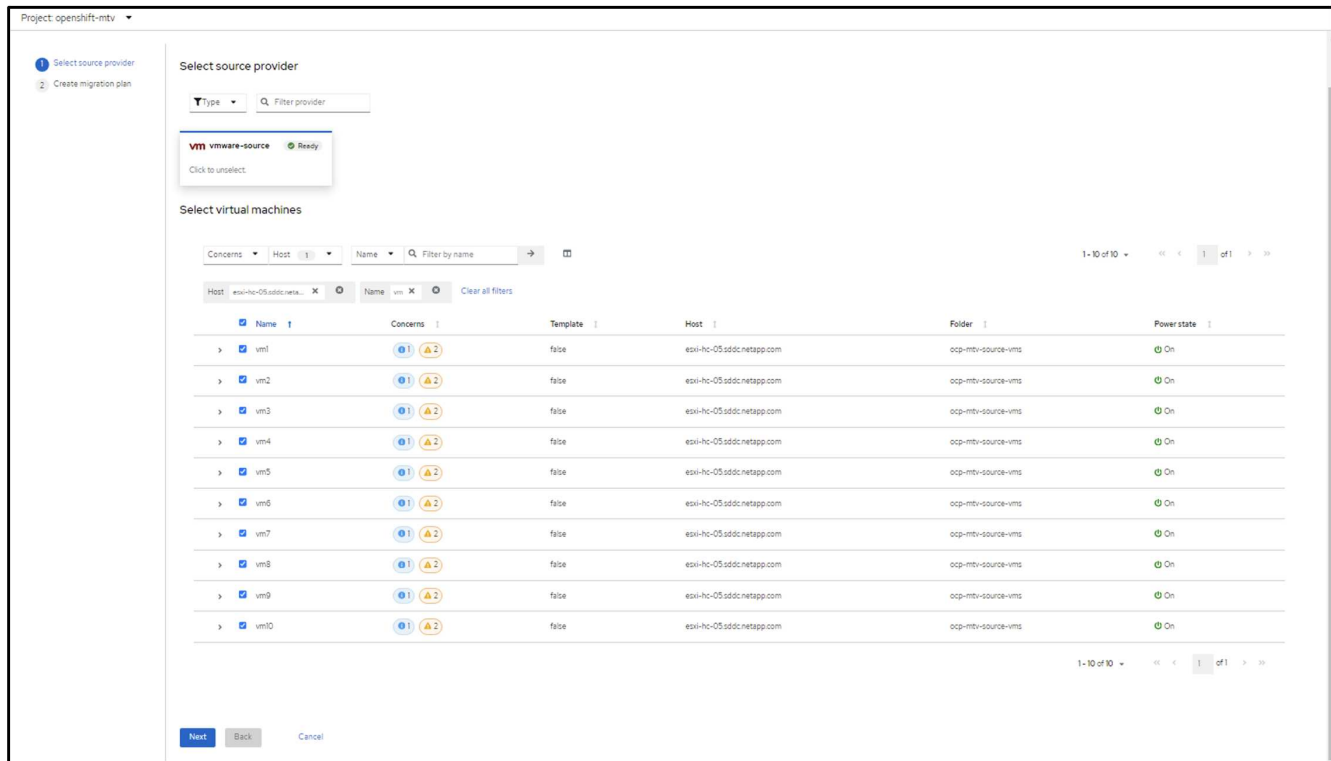 Project: openshift-mtv
1 Select source provider
2 Create migration plan
Select source provider
Type Filter provider
vm vmware-source Ready
Click to unselect.
Select virtual machines
Concerns Host 1 Name Filter by name 1 - 10 of 10 1 of 1
Host esxi-hc-05.sddc.neta... Name vm Clear all filters
Name Concerns Template Host Folder Power state
vm1 1 2 false esxi-hc-05.sddc.netapp.com ocp-mtv-source-vms On
vm2 1 2 false esxi-hc-05.sddc.netapp.com ocp-mtv-source-vms On
vm3 1 2 false esxi-hc-05.sddc.netapp.com ocp-mtv-source-vms On
vm4 1 2 false esxi-hc-05.sddc.netapp.com ocp-mtv-source-vms On
vm5 1 2 false esxi-hc-05.sddc.netapp.com ocp-mtv-source-vms On
vm6 1 2 false esxi-hc-05.sddc.netapp.com ocp-mtv-source-vms On
vm7 1 2 false esxi-hc-05.sddc.netapp.com ocp-mtv-source-vms On
vm8 1 2 false esxi-hc-05.sddc.netapp.com ocp-mtv-source-vms On
vm9 1 2 false esxi-hc-05.sddc.netapp.com ocp-mtv-source-vms On
vm10 1 2 false esxi-hc-05.sddc.netapp.com ocp-mtv-source-vms On
1 - 10 of 10 1 of 1
Next Back Cancel